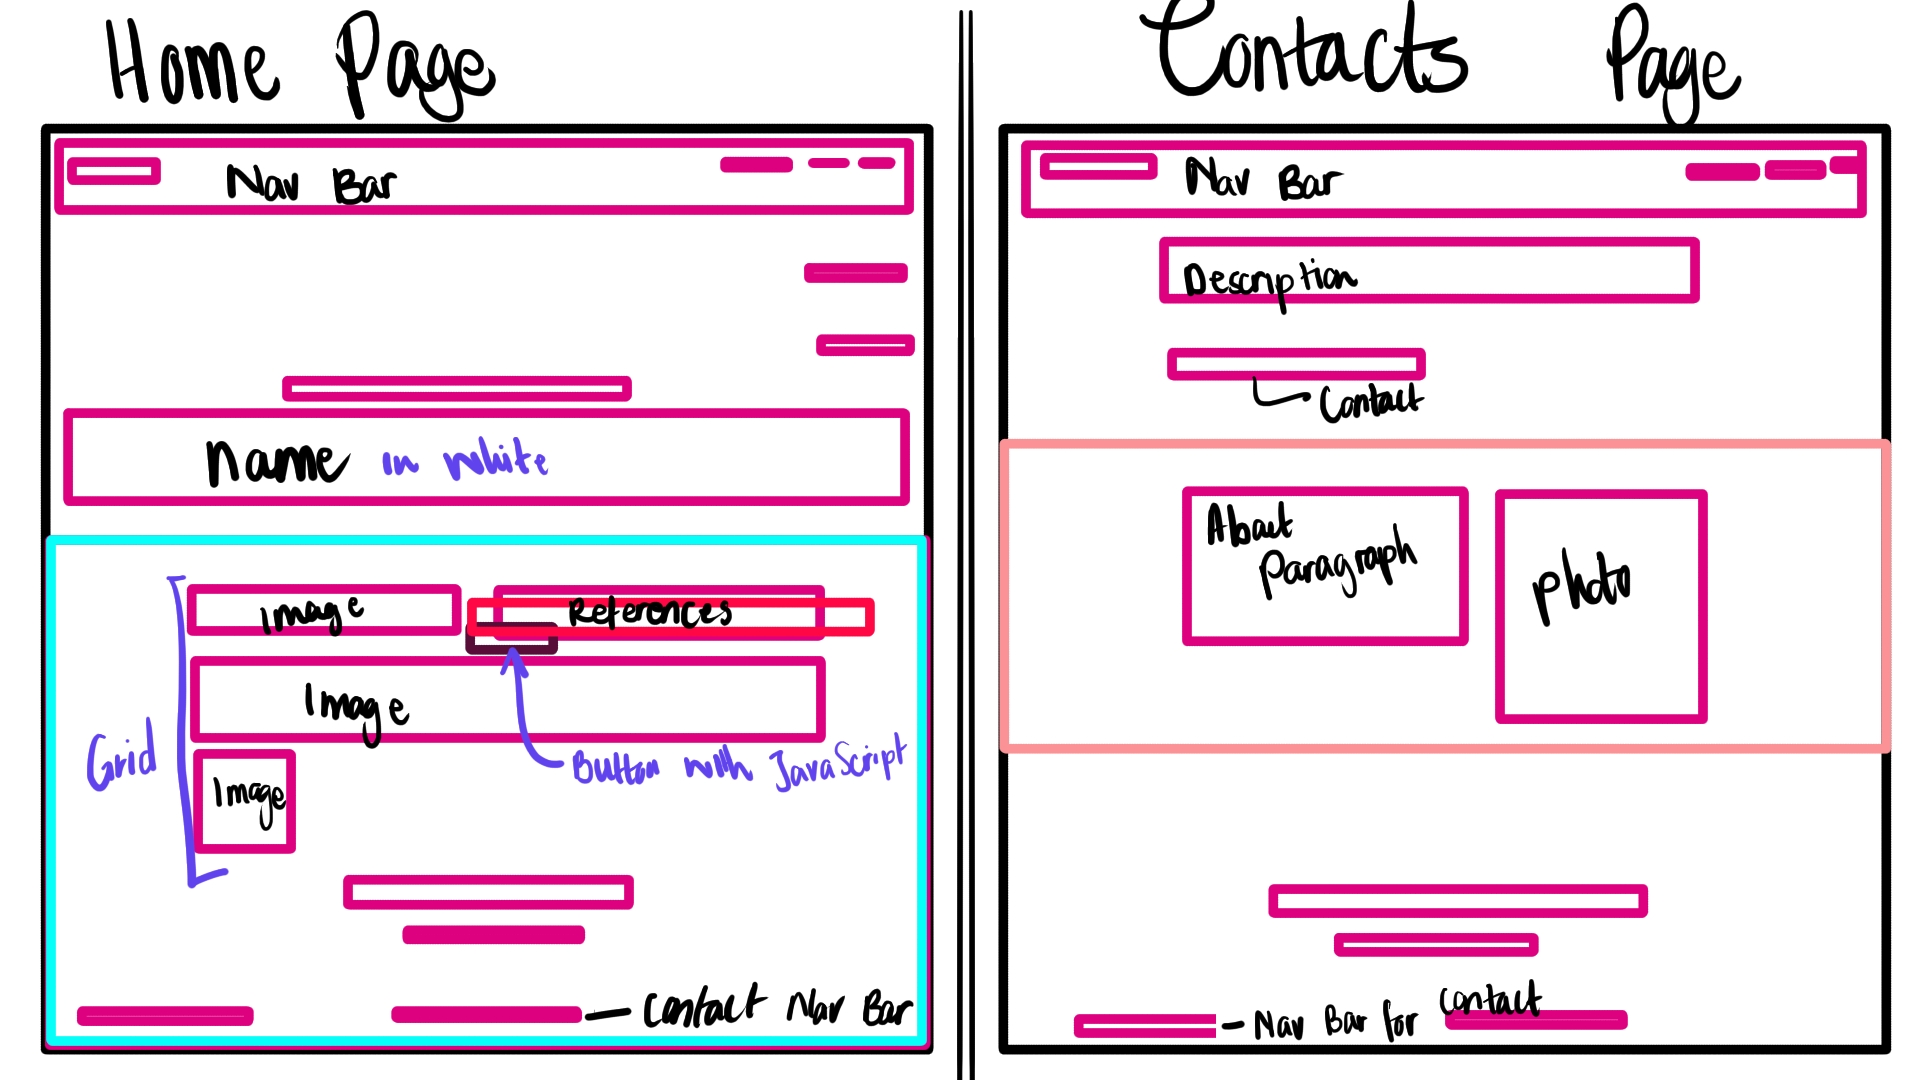 Home Page
Nav Bar
Name in white
Image
References
Image
Button with JavaScript
Grid
Image
Contact Nav Bar
Contacts Page
Nav Bar
Description
Contact
About
Paragraph
Photo
Nav Bar for Contact